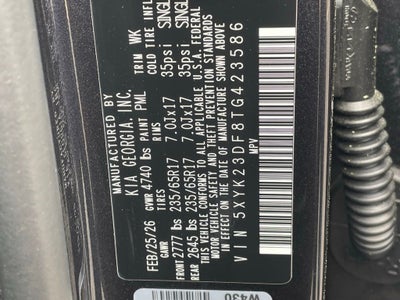 MANUFACTURED BY
KIA GEORGIA, INC.
FEB/25/26 GVWR 4740 lbs PAINT PML TRIM WK
GAWR RIMS COLD TIRE INFL
FRONT 2777 lbs 235/65R17 7.0JX17 35psi SINGL
REAR 2645 lbs 235/65R17 7.0JX17 35psi SINGL
THIS VEHICLE CONFORMS TO ALL APPLICABLE U.S.A FEDERAL
MOTOR VEHICLE SAFETY AND THEFT PREVENTION STANDARDS
IN EFFECT ON THE DATE OF MANUFACTURE SHOWN ABOVE
VIN 5XYK23DF8TG423586
MPV
W430